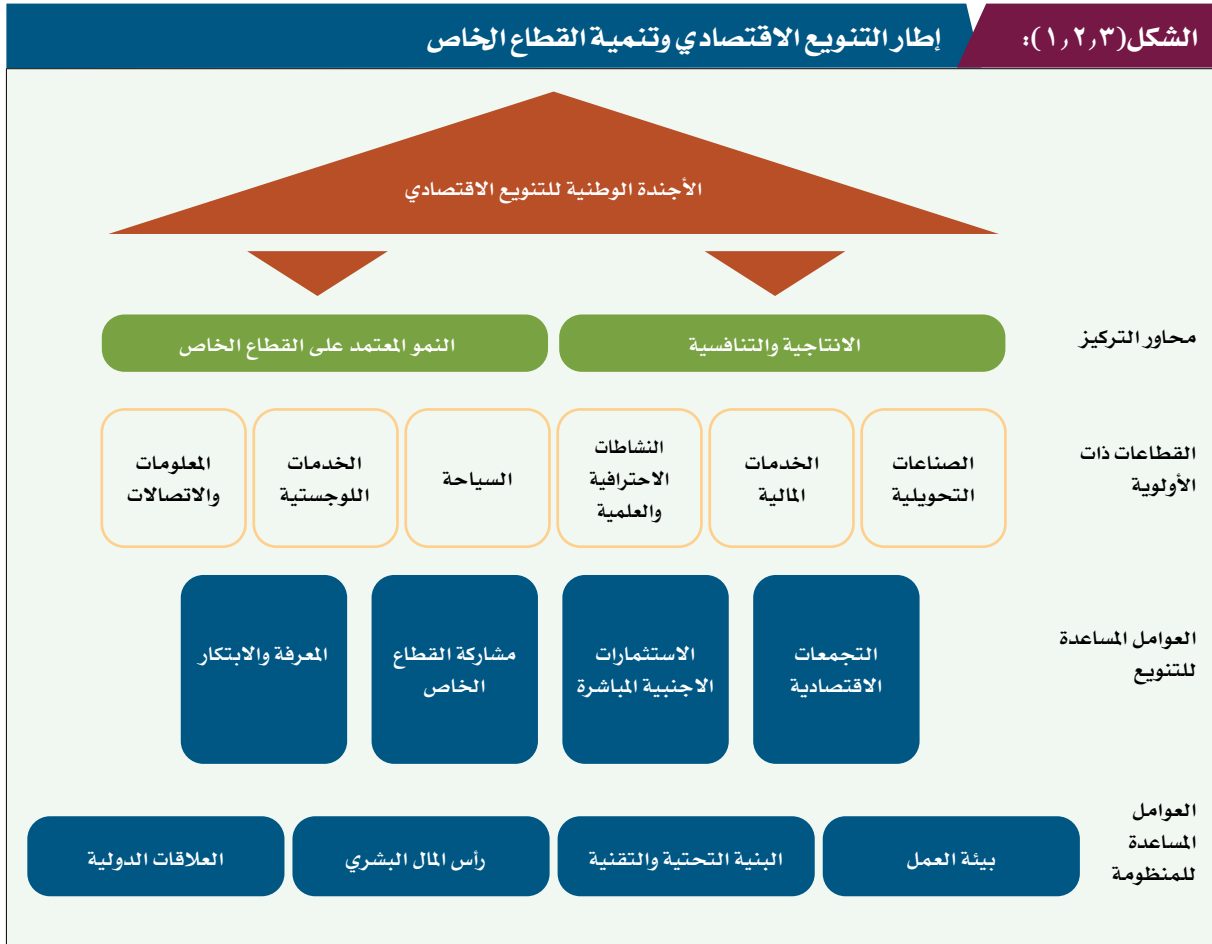 الشكل(١,٢,٣):
إطار التنويع الاقتصادي وتنمية القطاع الخاص
الأجندة الوطنية للتنويع الاقتصادي
محاور التركيز
الانتاجية والتنافسية
النمو المعتمد على القطاع الخاص
القطاعات ذات
الأولوية
الصناعات
التحويلية
الخدمات
المالية
النشاطات
الاحترافية
والعلمية
السياحة
الخدمات
اللوجستية
المعلومات
والاتصالات
العوامل المساعدة
للتنويع
التجمعات
الاقتصادية
الاستثمارات
الاجنبية المباشرة
مشاركة القطاع
الخاص
المعرفة والابتكار
العوامل
المساعدة
للمنظومة
بيئة العمل
البنية التحتية والتقنية
رأس المال البشري
العلاقات الدولية